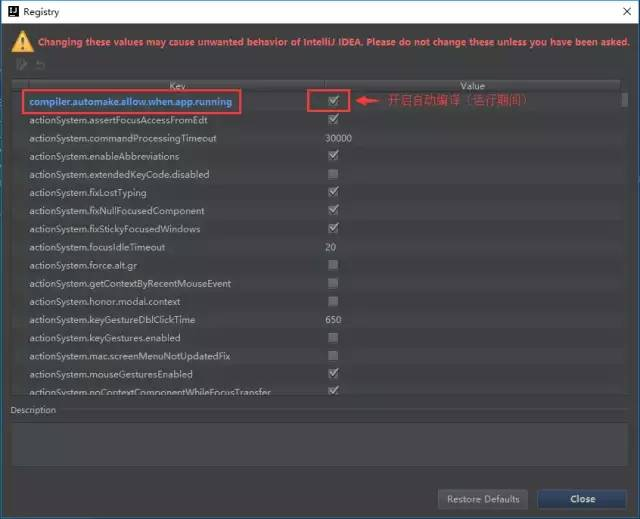 Registry
Changing these values may cause unwanted behavior of IntelliJ IDEA. Please do not change these unless you have been asked.
Key Value
compiler.automake.allow.when.app.running 开启自动编译（运行期间）
actionSystem.assertFocusAccessFromEdt
actionSystem.commandProcessingTimeout 30000
actionSystem.enableAbbreviations
actionSystem.extendedKeyCode.disabled
actionSystem.fixLostTyping
actionSystem.fixNullFocusedComponent
actionSystem.fixStickyFocusedWindows
actionSystem.focusIdleTimeout 20
actionSystem.force.alt.gr
actionSystem.getContextByRecentMouseEvent
actionSystem.honor.modal.context
actionSystem.keyGestureDblClickTime 650
actionSystem.keyGestures.enabled
actionSystem.mac.screenMenuNotUpdatedFix
actionSystem.mouseGesturesEnabled
actionSystem.noContextComponentWhileFocusTransfer
Description
Restore Defaults Close